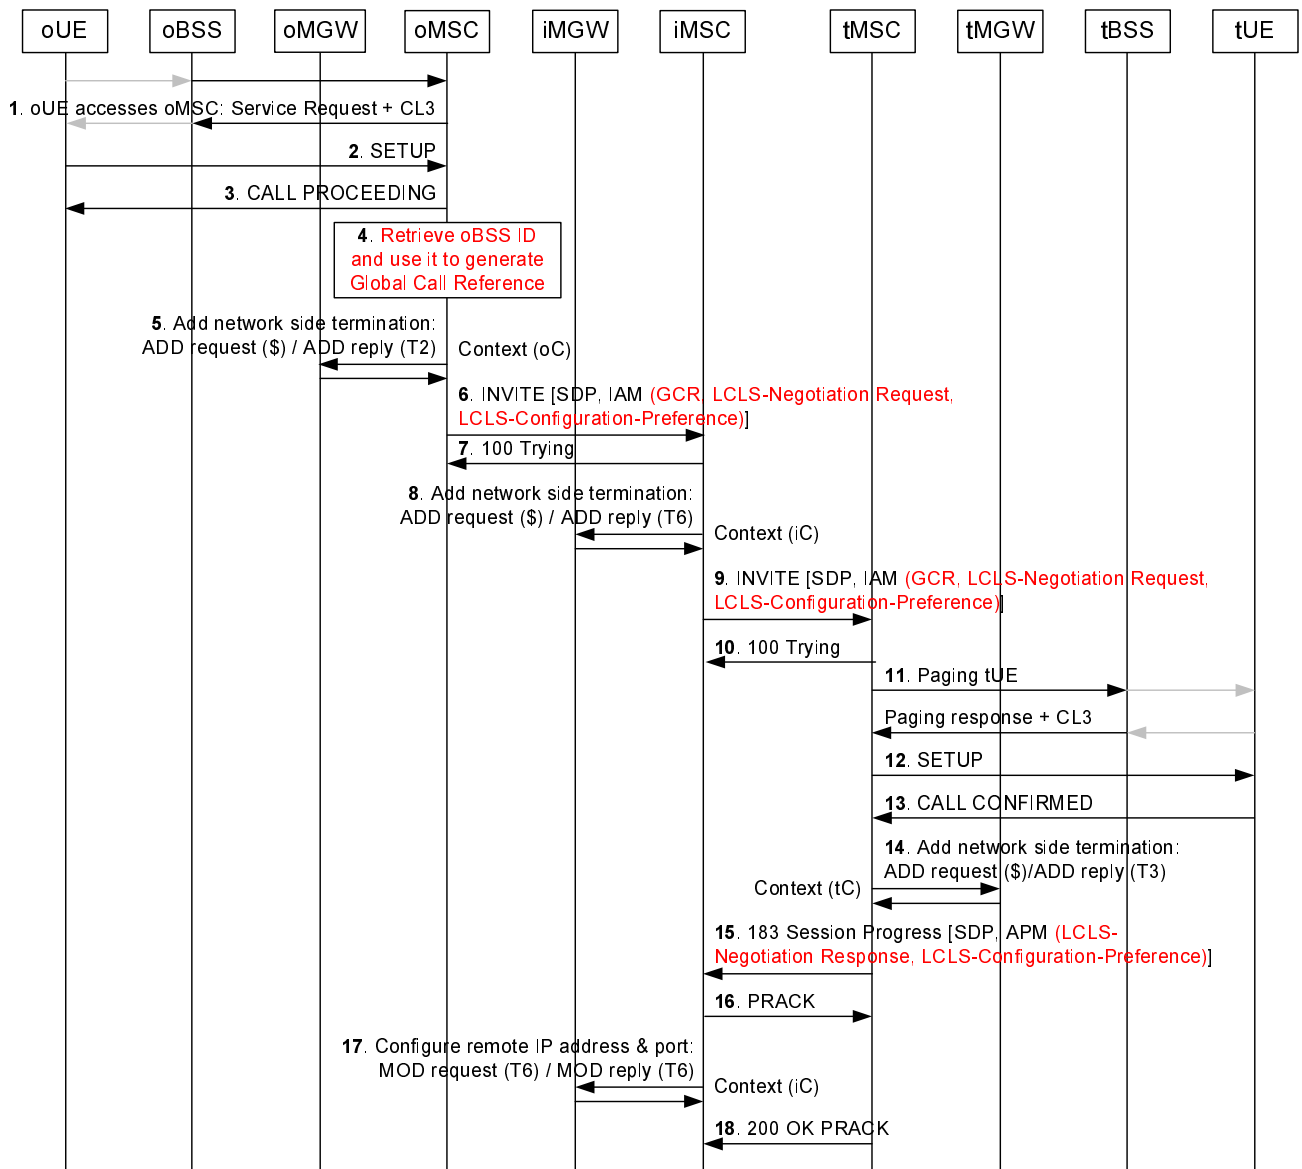 oUE oBSS oMGW oMSC iMGW iMSC tMSC tMGW tBSS tUE
1. oUE accesses oMSC: Service Request + CL3
2. SETUP
3. CALL PROCEEDING
4. Retrieve oBSS ID
and use it to generate
Global Call Reference
5. Add network side termination:
ADD request ($) / ADD reply (T2)
Context (oC)
6. INVITE [SDP, IAM (GCR, LCLS-Negotiation Request,
LCLS-Configuration-Preference)]
7. 100 Trying
8. Add network side termination:
ADD request ($) / ADD reply (T6)
Context (iC)
9. INVITE [SDP, IAM (GCR, LCLS-Negotiation Request,
LCLS-Configuration-Preference)]
10. 100 Trying
11. Paging tUE
Paging response + CL3
12. SETUP
13. CALL CONFIRMED
14. Add network side termination:
ADD request ($)/ADD reply (T3)
Context (tC)
15. 183 Session Progress [SDP, APM (LCLS-
Negotiation Response, LCLS-Configuration-Preference)]
16. PRACK
17. Configure remote IP address & port:
MOD request (T6) / MOD reply (T6)
Context (iC)
18. 200 OK PRACK